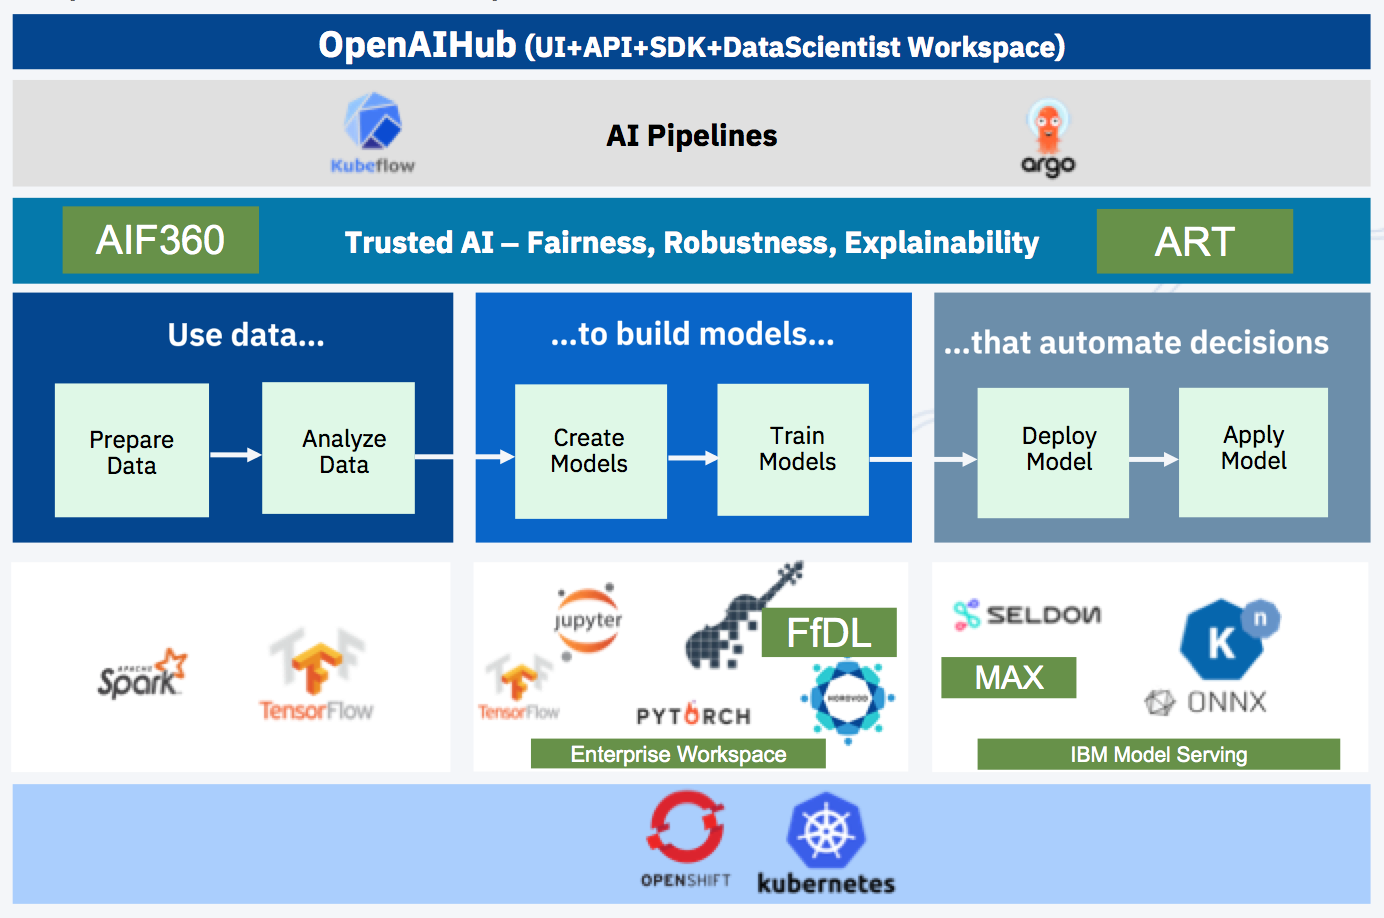 OpenAIHub (UI+API+SDK+DataScientist Workspace)
Kubeflow
AI Pipelines
argo
AIF360
Trusted AI – Fairness, Robustness, Explainability
ART
Use data...
Prepare
Data
Analyze
Data
...to build models...
Create
Models
Train
Models
...that automate decisions
Deploy
Model
Apply
Model
APACHE
Spark
TensorFlow
jupyter
FfDL
TensorFlow
PYTORCH
HOROVOD
Enterprise Workspace
SELDON
K
n
MAX
ONNX
IBM Model Serving
OPENSHIFT
kubernetes